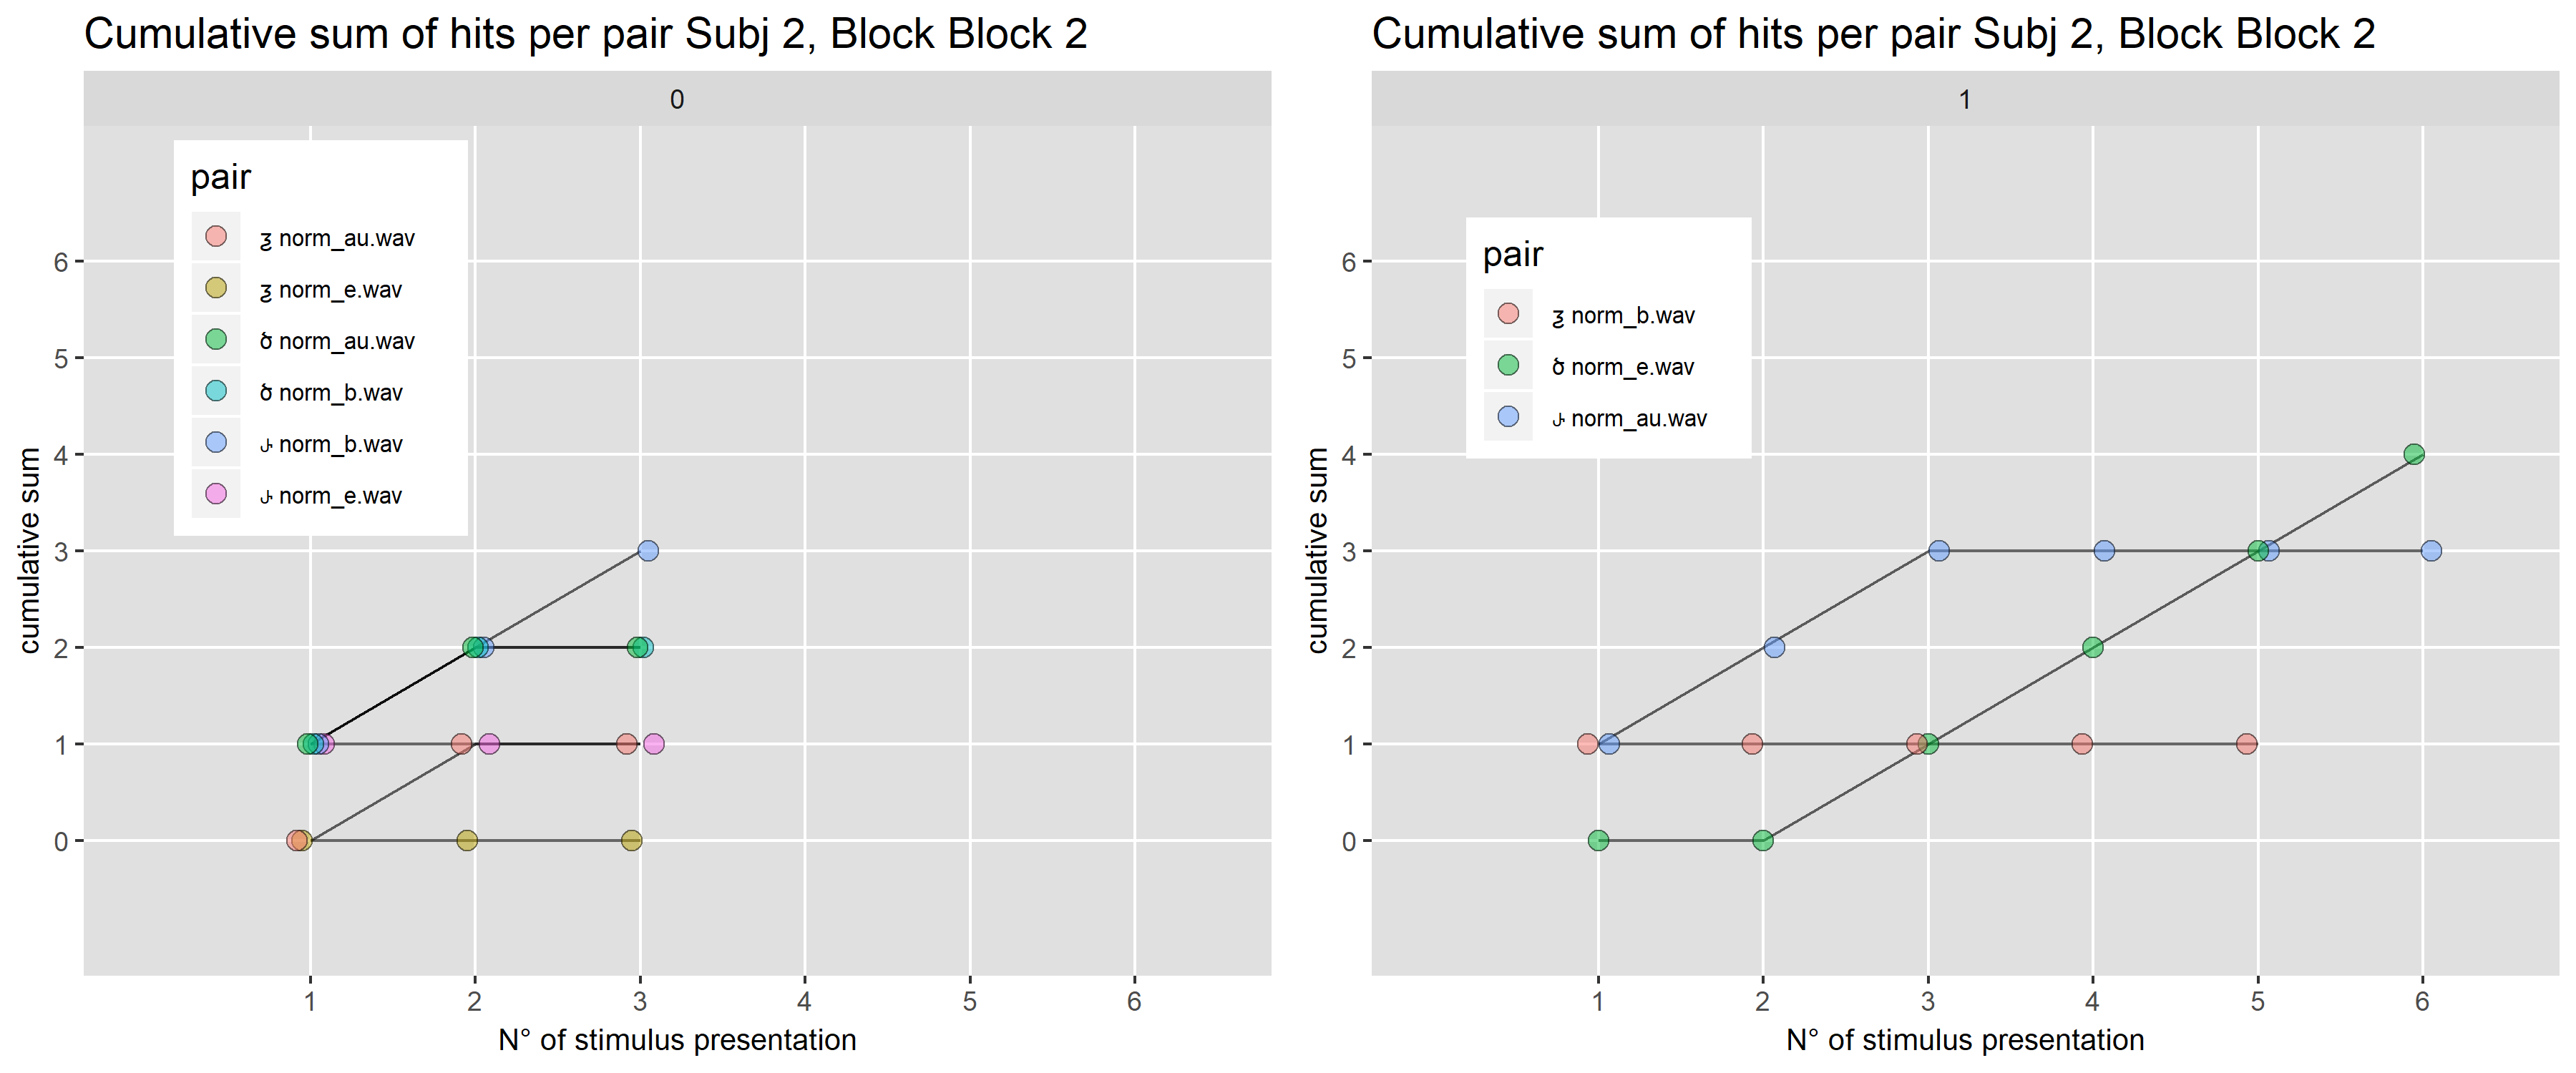 Cumulative sum of hits per pair Subj 2, Block Block 2
0
pair
norm_au.wav
norm_e.wav
norm_au.wav
norm_b.wav
norm_b.wav
norm_e.wav
6
5
4
3
2
1
0
cumulative sum
1 2 3 4 5 6
N° of stimulus presentation
Cumulative sum of hits per pair Subj 2, Block Block 2
1
pair
norm_b.wav
norm_e.wav
norm_au.wav
6
5
4
3
2
1
0
cumulative sum
1 2 3 4 5 6
N° of stimulus presentation